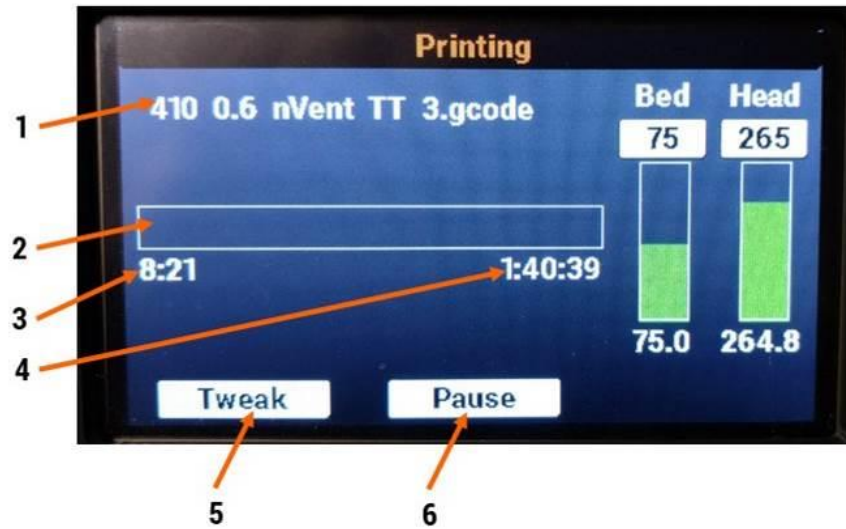 Printing
410 0.6 nVent TT 3.gcode
Bed Head
75 265
8:21 1:40:39
75.0 264.8
Tweak Pause
1
2
3
4
5
6